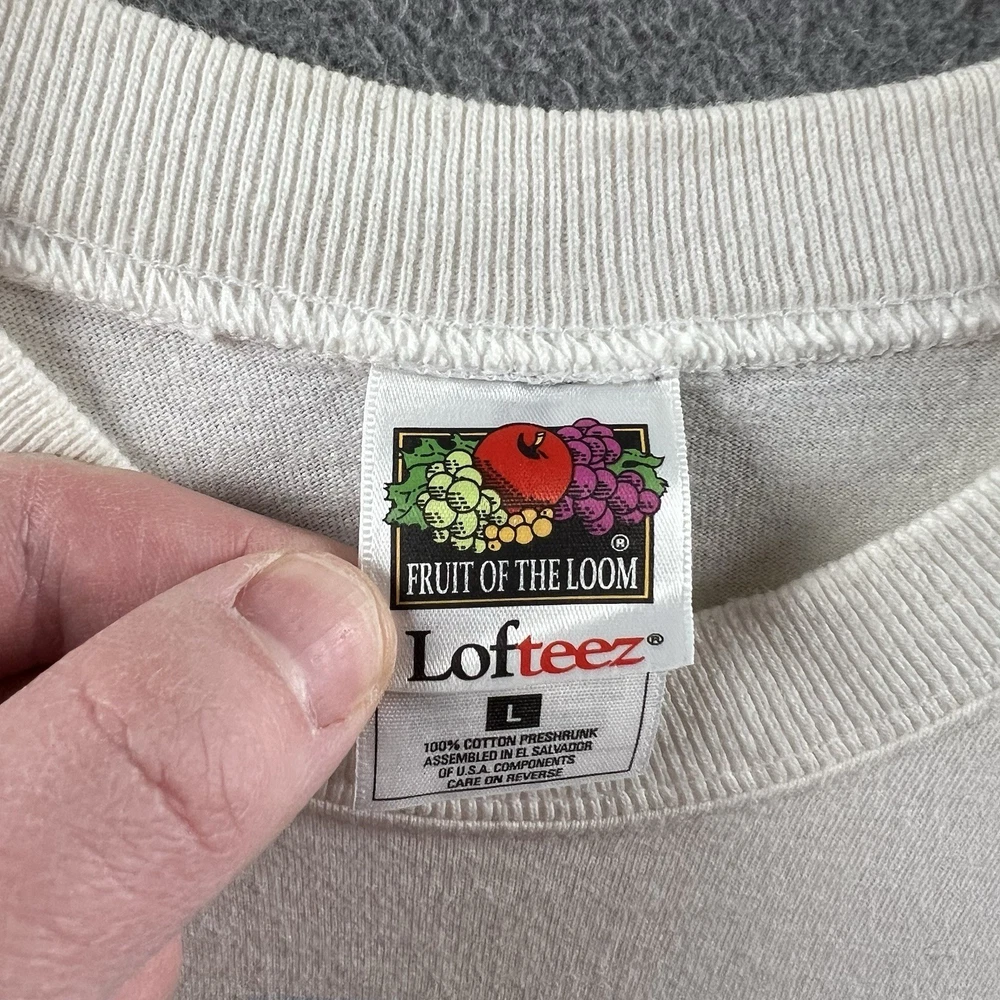 ®
FRUIT OF THE LOOM
Lofteez®
L
100% COTTON PRESHRUNK
ASSEMBLED IN EL SALVADOR
OF U.S.A. COMPONENTS
CARE ON REVERSE